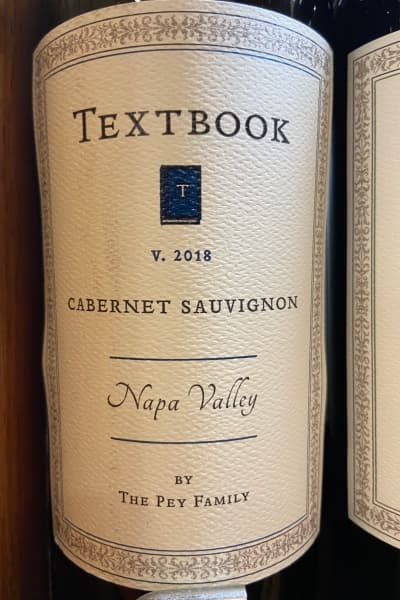 TEXTBOOK
T
V. 2018
CABERNET SAUVIGNON
Napa Valley
BY
THE PEY FAMILY